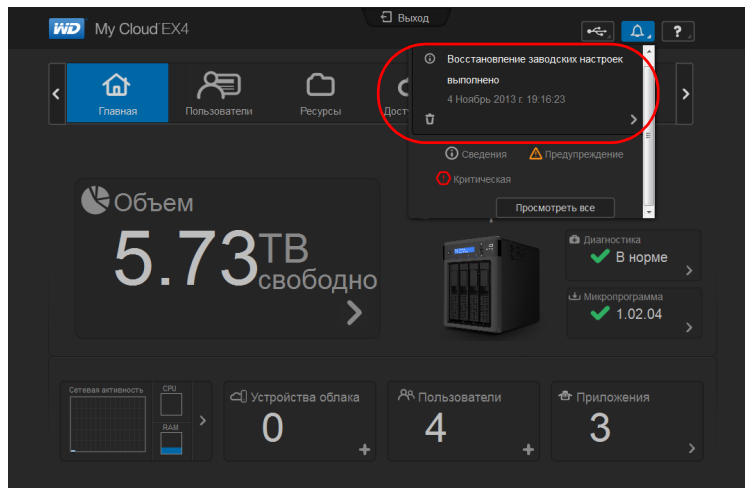 WD My Cloud EX4
Выход
?
Восстановление заводских настроек
выполнено
4 Ноябрь 2013 г. 19:16:23
Главная
Пользователи
Ресурсы
Сведения
Предупреждение
Критическая
Просмотреть все
Объем
5.73 TB
свободно
Диагностика
В норме
Микропрограмма
1.02.04
Сетевая активность
CPU
RAM
Устройства облака
0
Пользователи
4
Приложения
3